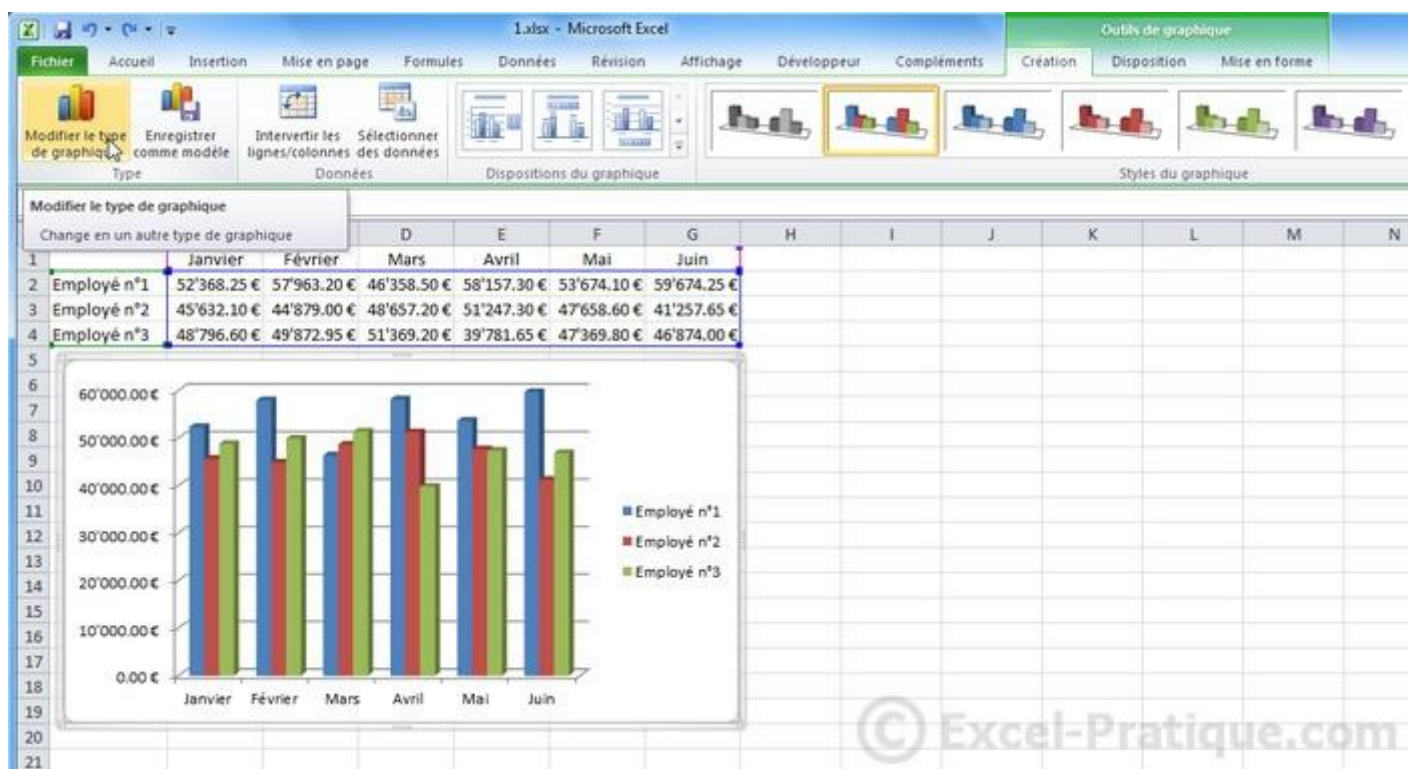 1.xlsx - Microsoft Excel
Outils de graphique
Fichier Accueil Insertion Mise en page Formules Données Révision Affichage Développeur Compléments Création Disposition Mise en forme
Modifier le type de graphique
Enregistrer comme modèle
Intervertir les lignes/colonnes
Sélectionner des données
Type Données Dispositions du graphique Styles du graphique
Modifier le type de graphique
Change en un autre type de graphique
D E F G H I J K L M N
1 Janvier Février Mars Avril Mai Juin
2 Employé n°1 52'368.25 € 57'963.20 € 46'358.50 € 58'157.30 € 53'674.10 € 59'674.25 €
3 Employé n°2 45'632.10 € 44'879.00 € 48'657.20 € 51'247.30 € 47'658.60 € 41'257.65 €
4 Employé n°3 48'796.60 € 49'872.95 € 51'369.20 € 39'781.65 € 47'369.80 € 46'874.00 €
5
6
7
8
9
10
11
12
13
14
15
16
17
18
19
20
21
60'000.00 €
50'000.00 €
40'000.00 €
30'000.00 €
20'000.00 €
10'000.00 €
0.00 €
Janvier Février Mars Avril Mai Juin
Employé n°1
Employé n°2
Employé n°3
© Excel-Pratique.com